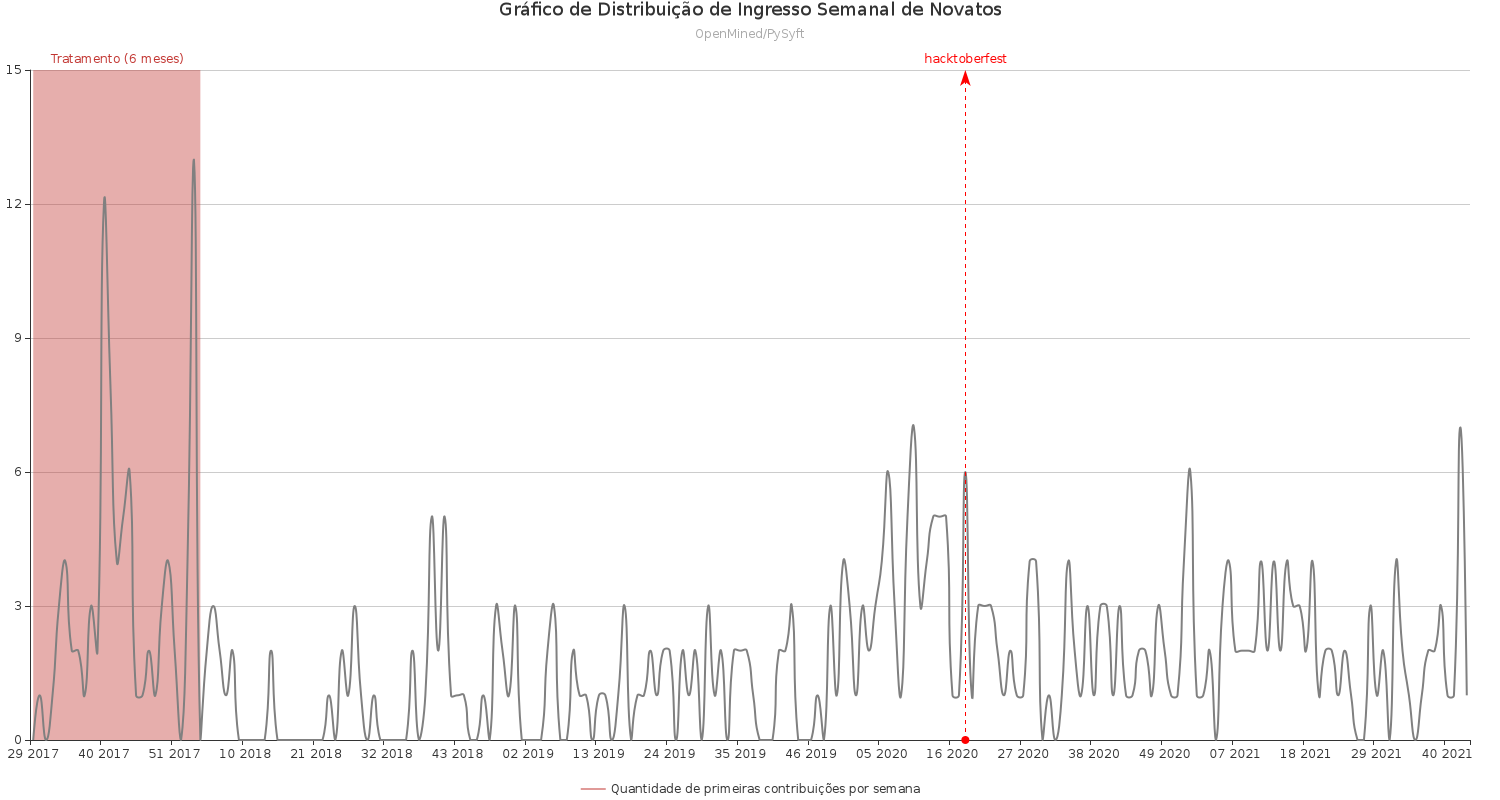 Gráfico de Distribuição de Ingresso Semanal de Novatos
OpenMined/PySyft
Tratamento (6 meses)
hacktoberfest
15
12
9
6
3
0
29 2017 40 2017 51 2017 10 2018 21 2018 32 2018 43 2018 02 2019 13 2019 24 2019 35 2019 46 2019 05 2020 16 2020 27 2020 38 2020 49 2020 07 2021 18 2021 29 2021 40 2021
Quantidade de primeiras contribuições por semana